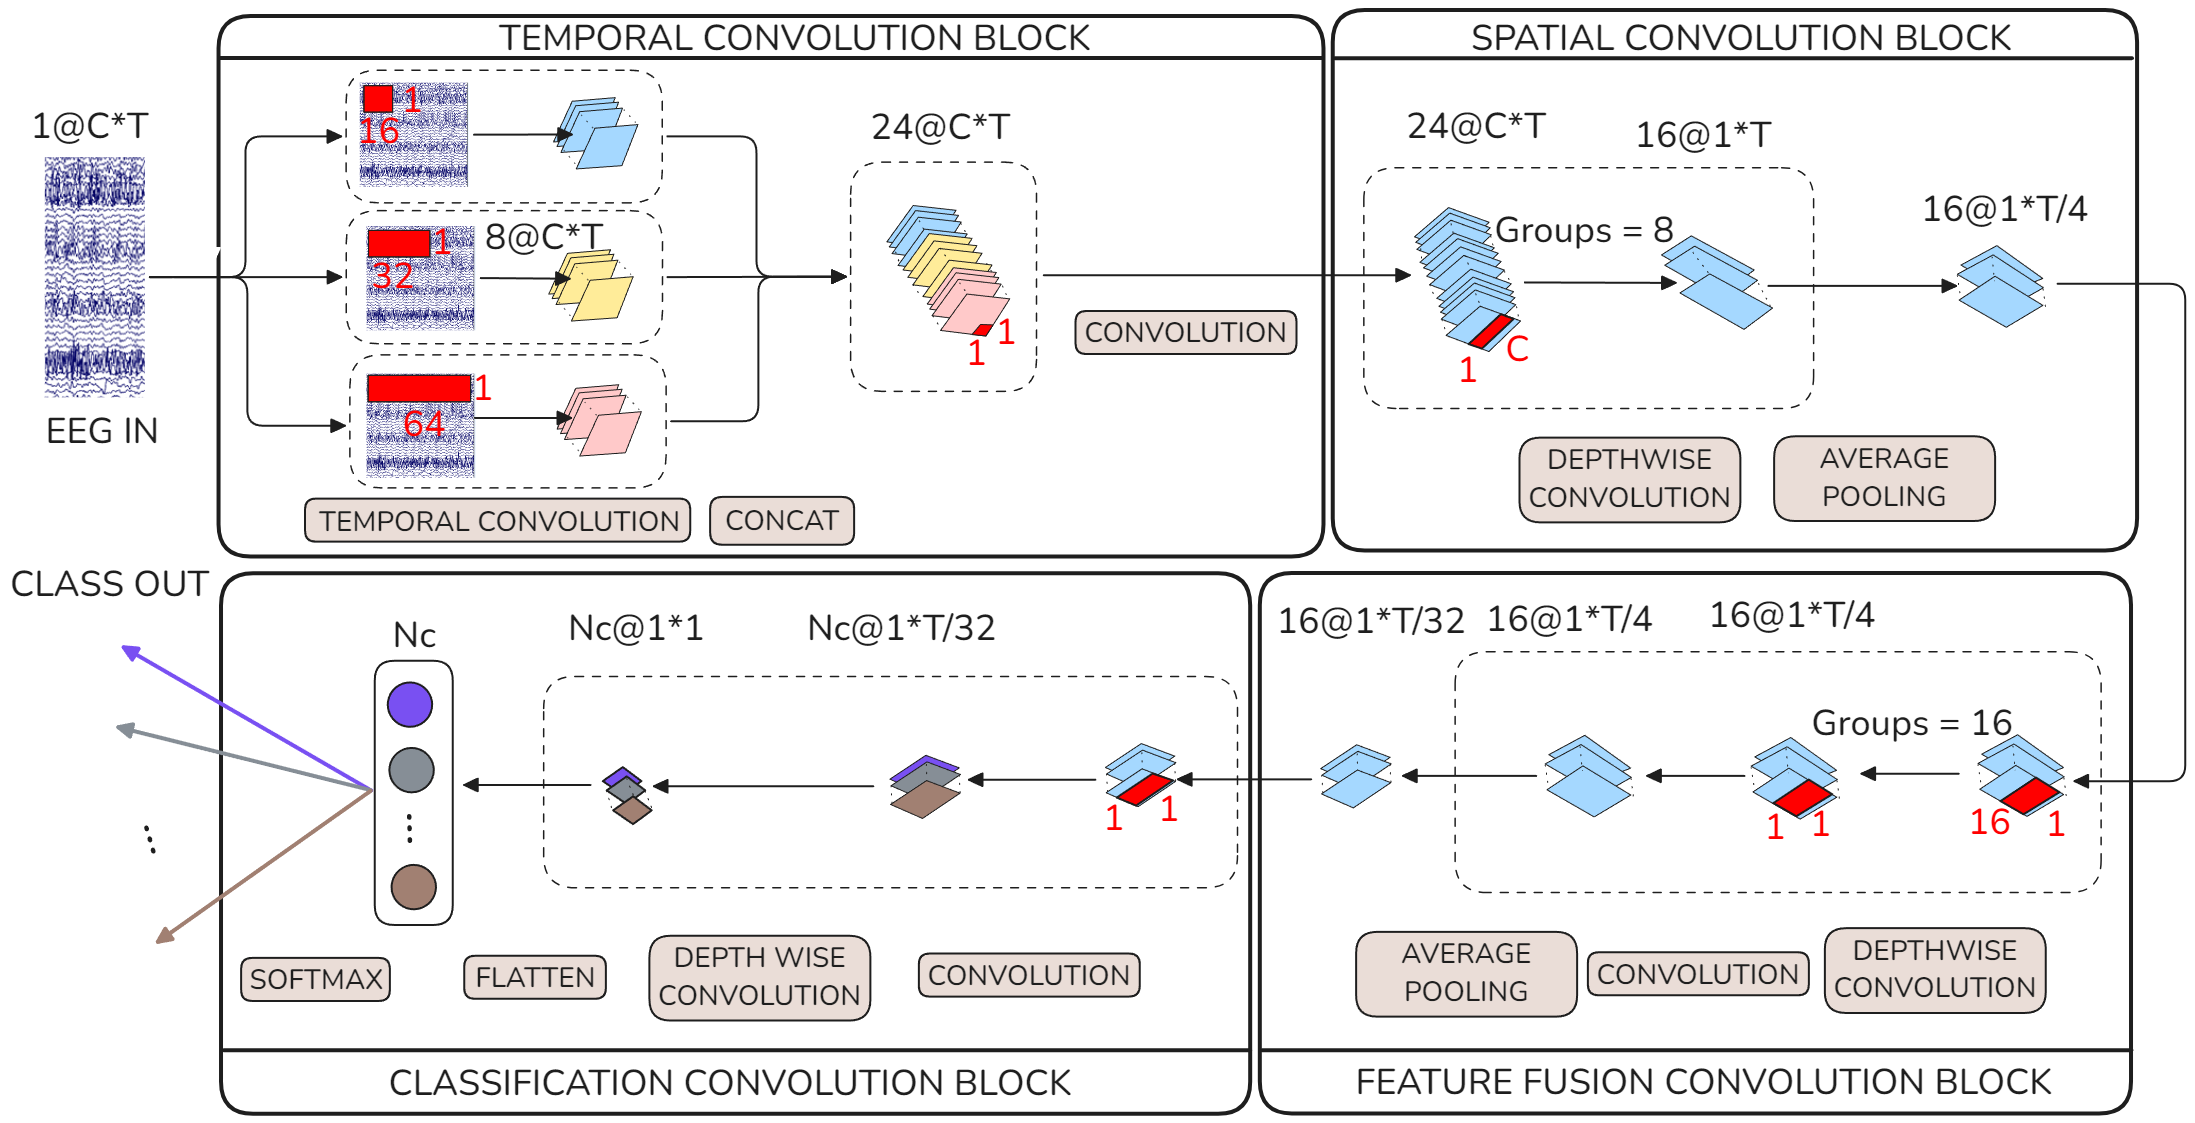 TEMPORAL CONVOLUTION BLOCK
1@C*T
EEG IN
1
16
8@C*T
1
32
1
64
24@C*T
1
1
CONVOLUTION
TEMPORAL CONVOLUTION
CONCAT
SPATIAL CONVOLUTION BLOCK
24@C*T
16@1*T
16@1*T/4
Groups = 8
C
1
DEPTHWISE
CONVOLUTION
AVERAGE
POOLING
CLASS OUT
Nc
Nc@1*1
Nc@1*T/32
1
1
SOFTMAX
FLATTEN
DEPTH WISE
CONVOLUTION
CONVOLUTION
CLASSIFICATION CONVOLUTION BLOCK
16@1*T/32
16@1*T/4
16@1*T/4
Groups = 16
1
1
16
1
AVERAGE
POOLING
CONVOLUTION
DEPTHWISE
CONVOLUTION
FEATURE FUSION CONVOLUTION BLOCK